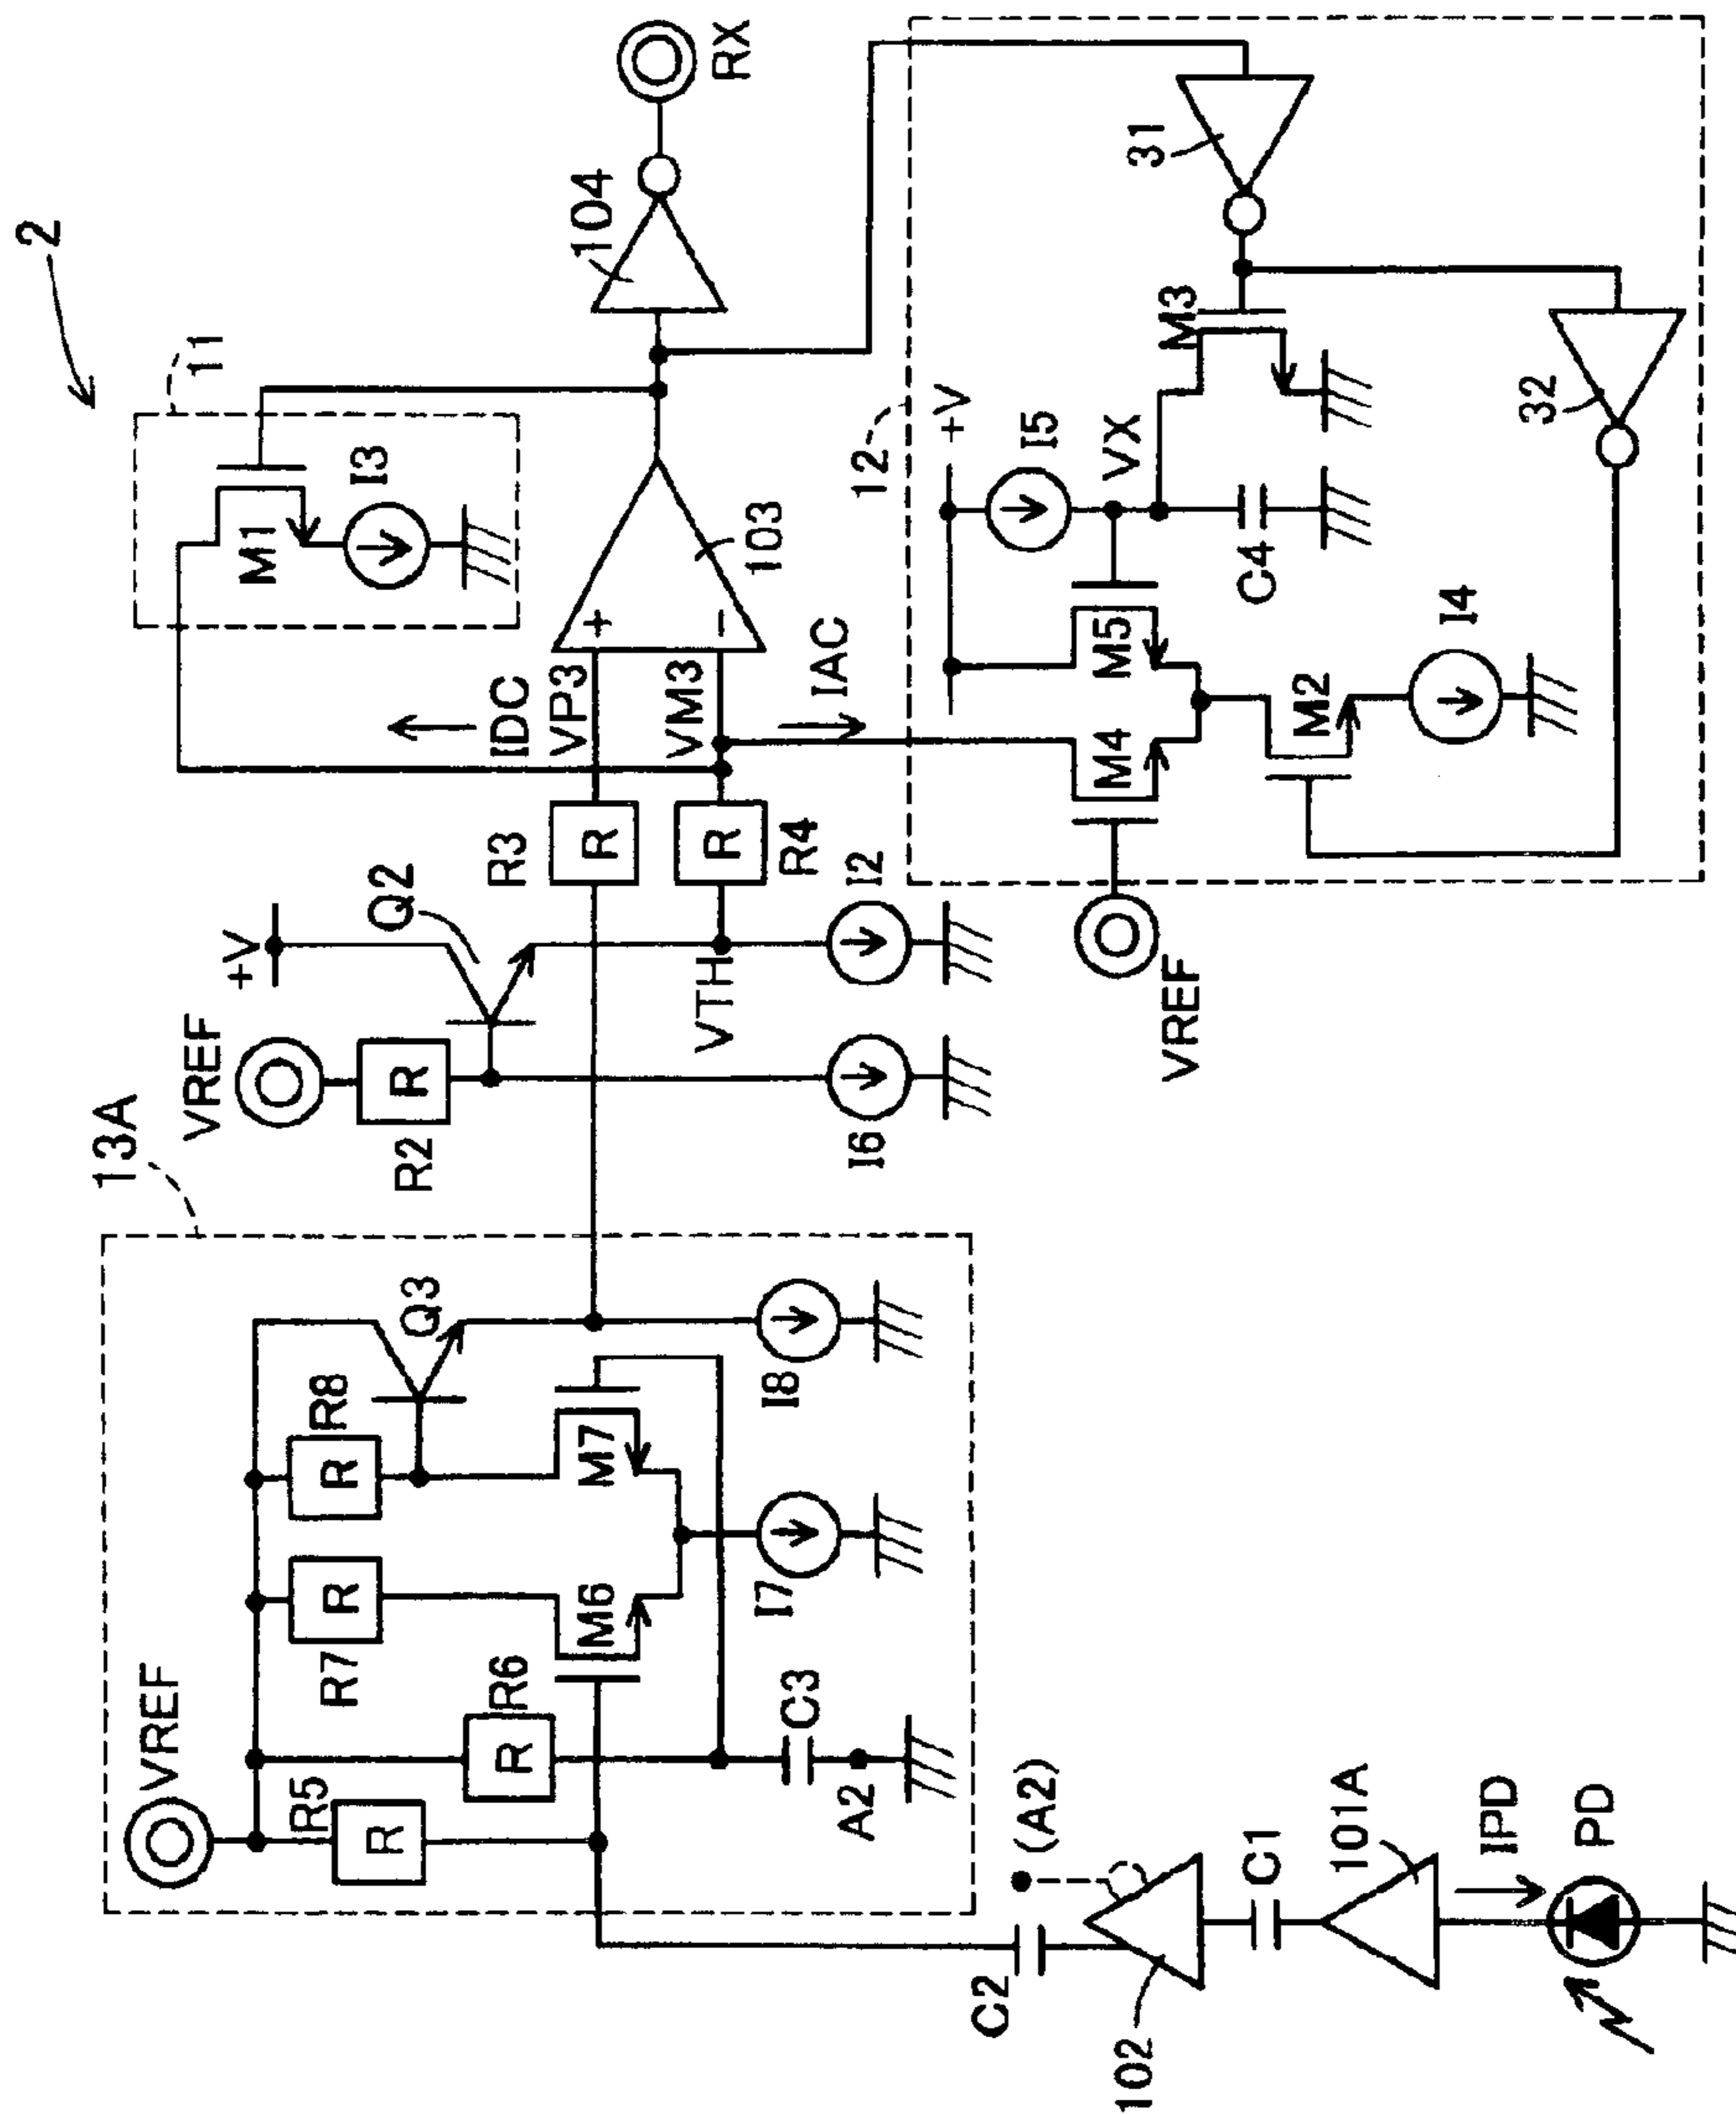 2
RX
104
11
I3
M1
103
+
−
IDC
VP3
VM3
IAC
12
31
M3
32
+V
I5
VX
C4
M5
M4
M2
I4
VREF
R3
R
R
R4
Q2
+V
VREF
R
R2
VTH
I2
I6
13A
Q3
R8
R
M7
I8
R
R7
M6
I7
VREF
R6
R
R5
R
C3
A2
(A2)
C2
102
C1
101A
IPD
PD